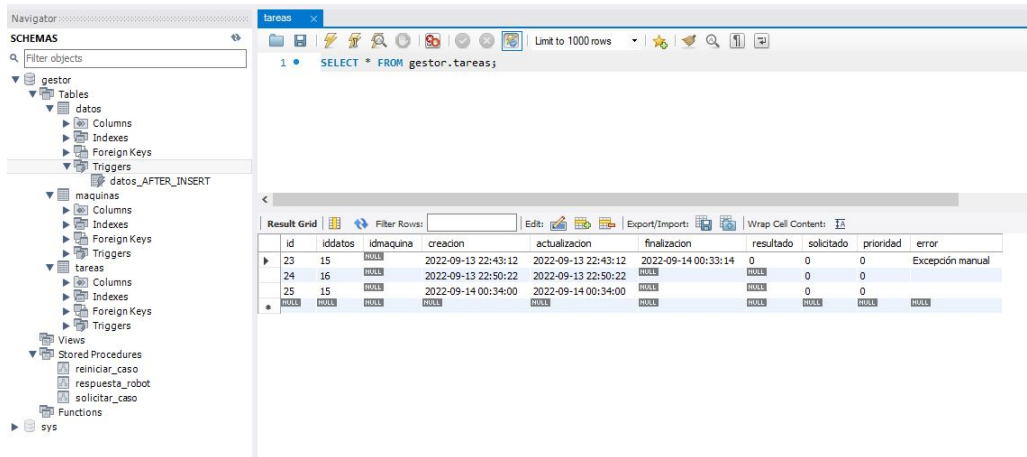 Navigator
SCHEMAS
Filter objects
gestor
Tables
datos
Columns
Indexes
Foreign Keys
Triggers
datos_AFTER_INSERT
maquinas
Columns
Indexes
Foreign Keys
Triggers
tareas
Columns
Indexes
Foreign Keys
Triggers
Views
Stored Procedures
reiniciar_caso
respuesta_robot
solicitar_caso
Functions
sys
tareas
Limit to 1000 rows
1 SELECT * FROM gestor.tareas;
Result Grid Filter Rows: Edit: Export/Import: Wrap Cell Content:
id iddatos idmaquina creacion actualizacion finalizacion resultado solicitado prioridad error
23 15 NULL 2022-09-13 22:43:12 2022-09-13 22:43:12 2022-09-14 00:33:14 0 0 0 Excepción manual
24 16 NULL 2022-09-13 22:50:22 2022-09-13 22:50:22 NULL NULL 0 0
25 15 NULL 2022-09-14 00:34:00 2022-09-14 00:34:00 NULL NULL 0 0
NULL NULL NULL NULL NULL NULL NULL NULL NULL NULL